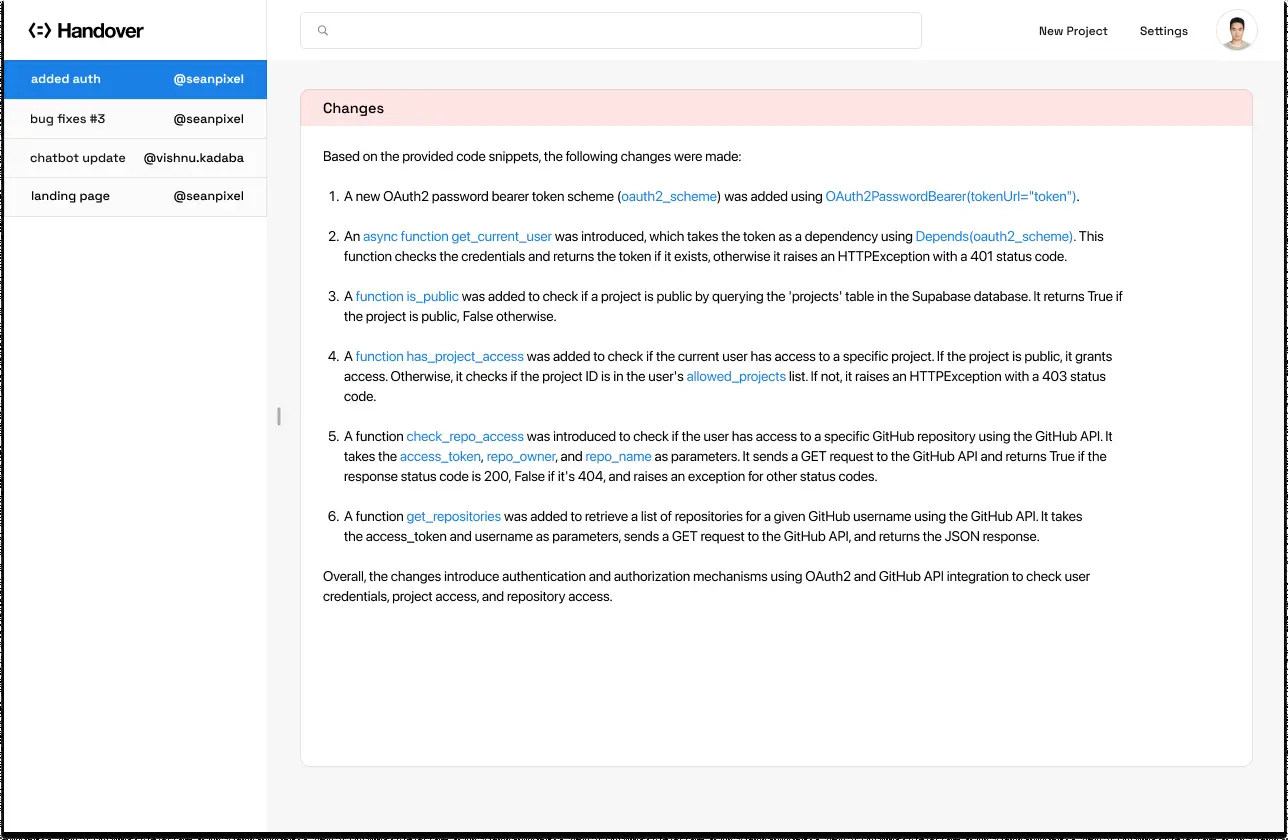 Handover
New Project
Settings
added auth @seanpixel
bug fixes #3 @seanpixel
chatbot update @vishnu.kadaba
landing page @seanpixel
Changes
Based on the provided code snippets, the following changes were made:
1. A new OAuth2 password bearer token scheme (oauth2_scheme) was added using OAuth2PasswordBearer(tokenUrl="token").
2. An async function get_current_user was introduced, which takes the token as a dependency using Depends(oauth2_scheme). This
function checks the credentials and returns the token if it exists, otherwise it raises an HTTPException with a 401 status code.
3. A function is_public was added to check if a project is public by querying the 'projects' table in the Supabase database. It returns True if
the project is public, False otherwise.
4. A function has_project_access was added to check if the current user has access to a specific project. If the project is public, it grants
access. Otherwise, it checks if the project ID is in the user's allowed_projects list. If not, it raises an HTTPException with a 403 status
code.
5. A function check_repo_access was introduced to check if the user has access to a specific GitHub repository using the GitHub API. It
takes the access_token, repo_owner, and repo_name as parameters. It sends a GET request to the GitHub API and returns True if the
response status code is 200, False if it's 404, and raises an exception for other status codes.
6. A function get_repositories was added to retrieve a list of repositories for a given GitHub username using the GitHub API. It takes
the access_token and username as parameters, sends a GET request to the GitHub API, and returns the JSON response.
Overall, the changes introduce authentication and authorization mechanisms using OAuth2 and GitHub API integration to check user
credentials, project access, and repository access.